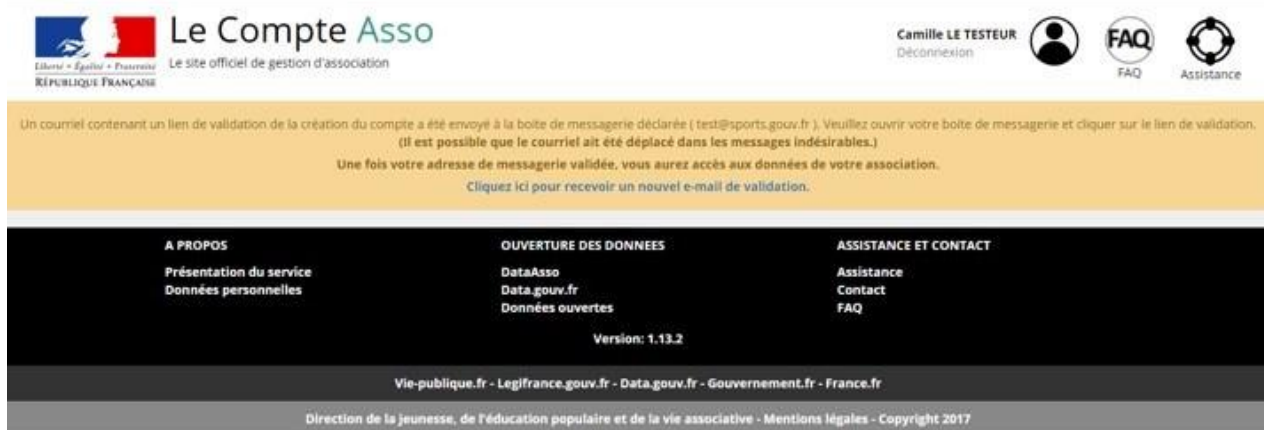 Le Compte Asso
Le site officiel de gestion d'association
Liberté • Égalité • Fraternité
RÉPUBLIQUE FRANÇAISE
Camille LE TESTEUR
Déconnexion
FAQ
FAQ
Assistance
Un courriel contenant un lien de validation de la création du compte a été envoyé à la boite de messagerie déclarée ( test@sports.gouv.fr ). Veuillez ouvrir votre boite de messagerie et cliquer sur le lien de validation.
(Il est possible que le courriel ait été déplacé dans les messages indésirables.)
Une fois votre adresse de messagerie validée, vous aurez accès aux données de votre association.
Cliquez ici pour recevoir un nouvel e-mail de validation.
A PROPOS
Présentation du service
Données personnelles
OUVERTURE DES DONNEES
DataAsso
Data.gouv.fr
Données ouvertes
ASSISTANCE ET CONTACT
Assistance
Contact
FAQ
Version: 1.13.2
Vie-publique.fr - Legifrance.gouv.fr - Data.gouv.fr - Gouvernement.fr - France.fr
Direction de la jeunesse, de l'éducation populaire et de la vie associative - Mentions légales - Copyright 2017